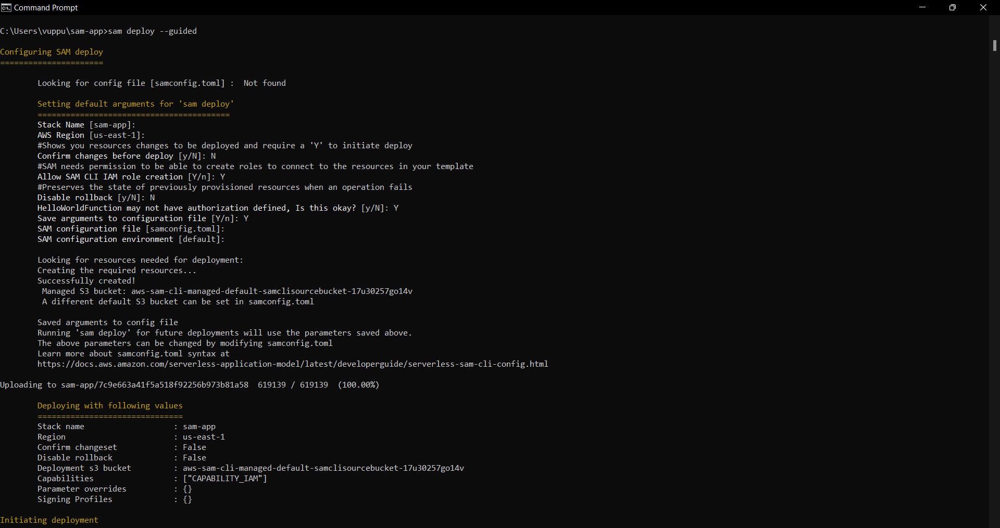 Command Prompt
C:\Users\vuppu\sam-app>sam deploy --guided
Configuring SAM deploy
======================
Looking for config file [samconfig.toml] :  Not found
Setting default arguments for 'sam deploy'
=========================================
Stack Name [sam-app]:
AWS Region [us-east-1]:
#Shows you resources changes to be deployed and require a 'Y' to initiate deploy
Confirm changes before deploy [y/N]: N
#SAM needs permission to be able to create roles to connect to the resources in your template
Allow SAM CLI IAM role creation [Y/n]: Y
#Preserves the state of previously provisioned resources when an operation fails
Disable rollback [y/N]: N
HelloWorldFunction may not have authorization defined, Is this okay? [y/N]: Y
Save arguments to configuration file [Y/n]: Y
SAM configuration file [samconfig.toml]:
SAM configuration environment [default]:
Looking for resources needed for deployment:
Creating the required resources...
Successfully created!
Managed S3 bucket: aws-sam-cli-managed-default-samclisourcebucket-17u30257go14v
A different default S3 bucket can be set in samconfig.toml
Saved arguments to config file
Running 'sam deploy' for future deployments will use the parameters saved above.
The above parameters can be changed by modifying samconfig.toml
Learn more about samconfig.toml syntax at
https://docs.aws.amazon.com/serverless-application-model/latest/developerguide/serverless-sam-cli-config.html
Uploading to sam-app/7c9e663a41f5a518f92256b973b81a58  619139 / 619139  (100.00%)
Deploying with following values
===============================
Stack name                   : sam-app
Region                       : us-east-1
Confirm changeset            : False
Disable rollback             : False
Deployment s3 bucket         : aws-sam-cli-managed-default-samclisourcebucket-17u30257go14v
Capabilities                 : ["CAPABILITY_IAM"]
Parameter overrides          : {}
Signing Profiles             : {}
Initiating deployment